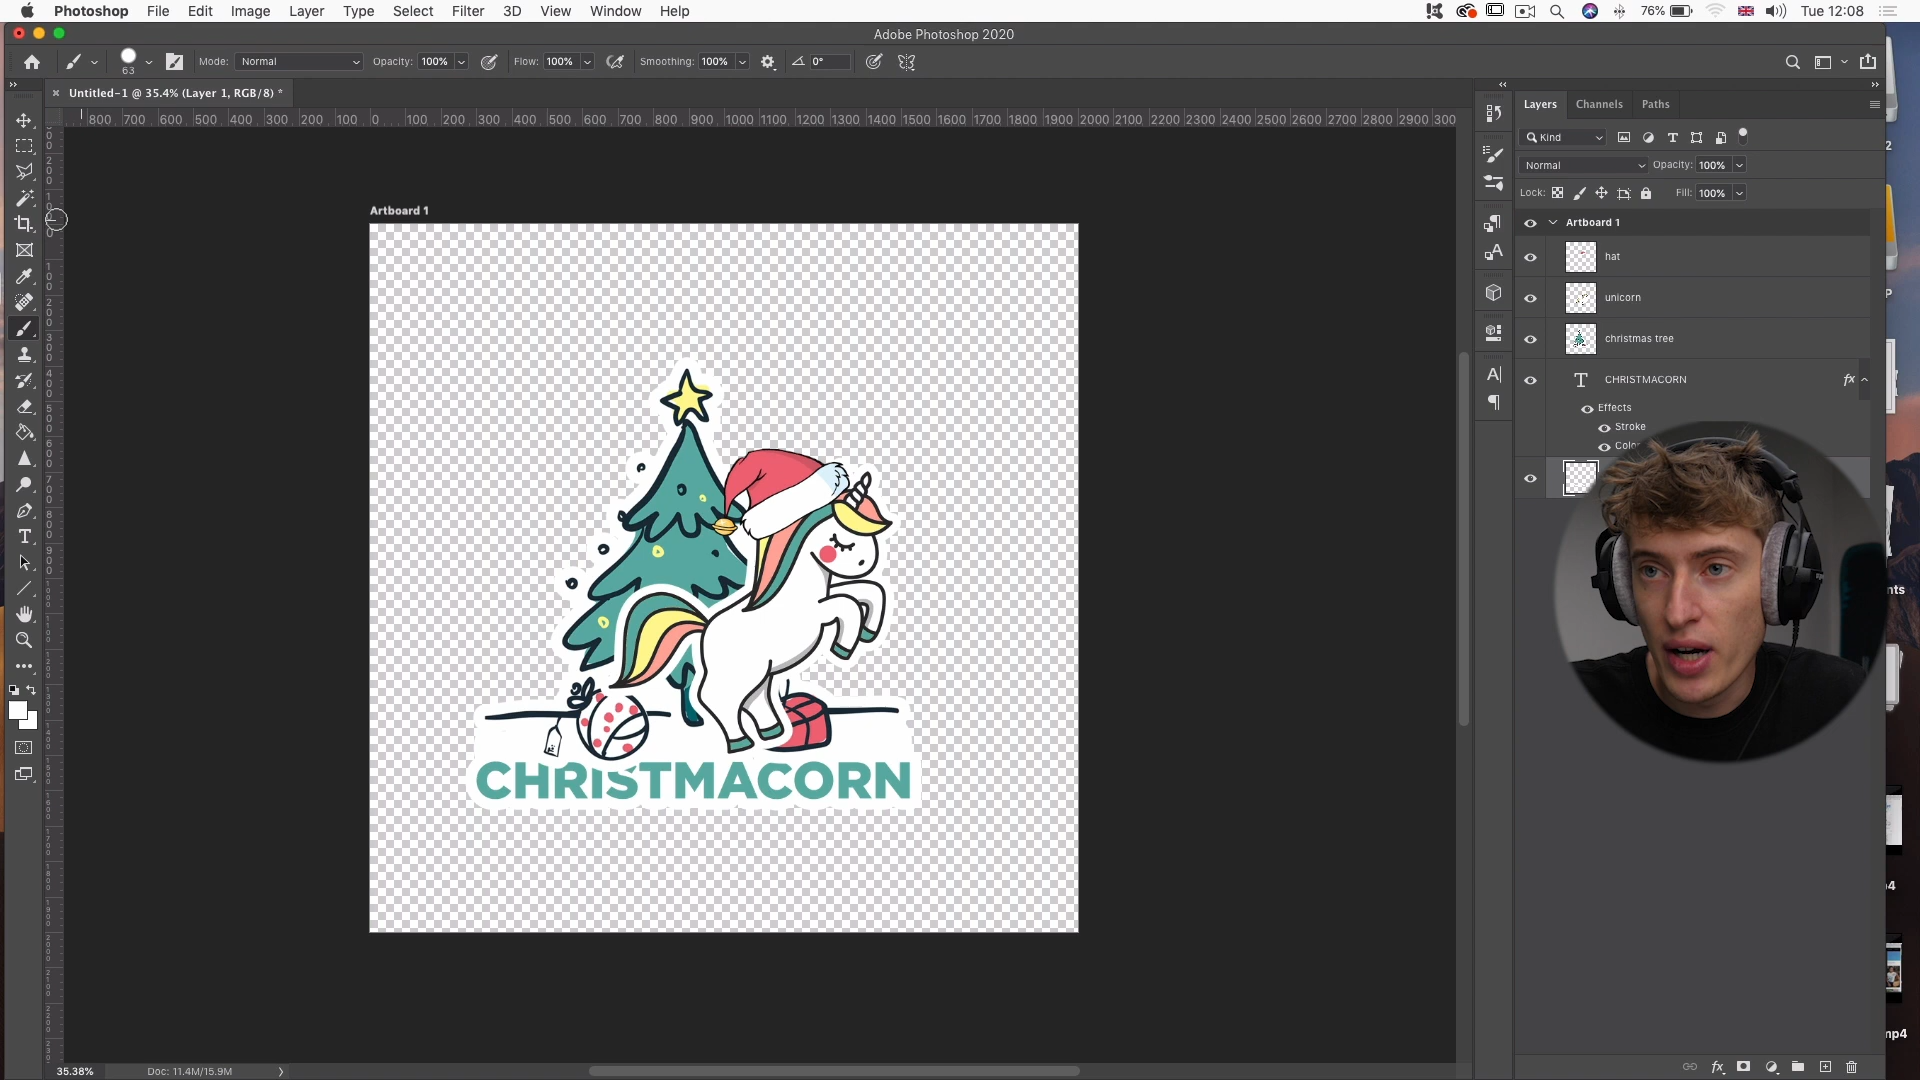 Photoshop File Edit Image Layer Type Select Filter 3D View Window Help 76% Tue 12:08
Adobe Photoshop 2020
63 Mode: Normal Opacity: 100% Flow: 100% Smoothing: 100% 0°
× Untitled-1 @ 35.4% (Layer 1, RGB/8) *
800 700 600 500 400 300 200 100 0 100 200 300 400 500 600 700 800 900 1000 1100 1200 1300 1400 1500 1600 1700 1800 1900 2000 2100 2200 2300 2400 2500 2600 2700 2800 2900 300
Layers Channels Paths
Kind
Normal Opacity: 100%
Lock: Fill: 100%
Artboard 1
Artboard 1
hat
unicorn
christmas tree
CHRISTMACORN fx
Effects
Stroke
Colo
CHRISTMACORN
nts
mp4
35.38% Doc: 11.4M/15.9M